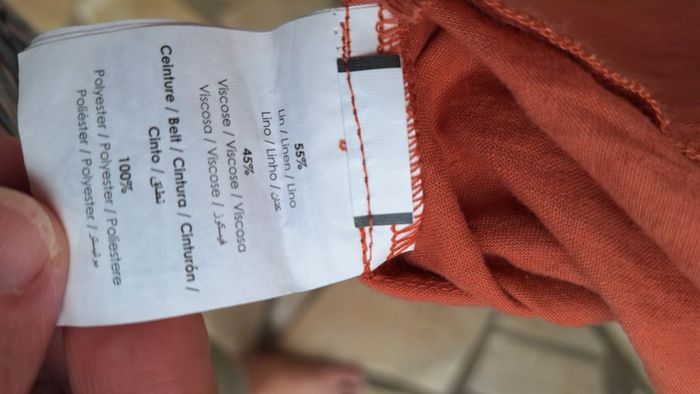 55%
Lin / Linen / Lino
Lino / Linho / كتان
45%
Viscose / Viscose / Viscosa
Viscosa / Viscose / فيسكوز
Ceinture / Belt / Cintura / Cinturón /
Cinto / نطاق
100%
Polyester / Polyester / Poliestere
Poliéster / Polyester / بوليستر